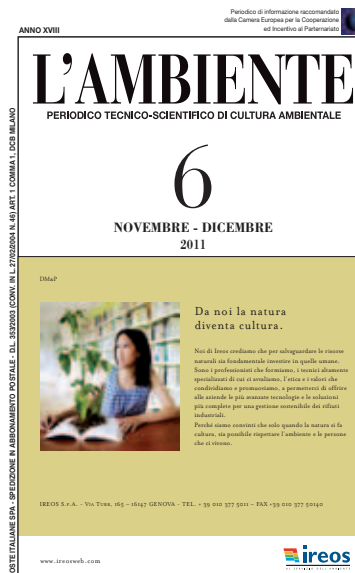 Periodico di informazione raccomandato
dalla Camera Europea per la Cooperazione
ed Incentivo al Partenariato
ANNO XVIII
L'AMBIENTE
PERIODICO TECNICO-SCIENTIFICO DI CULTURA AMBIENTALE
6
NOVEMBRE - DICEMBRE
2011
OSTE ITALIANE SPA - SPEDIZIONE IN ABBONAMENTO POSTALE - D.L. 353/2003 (CONV. IN L. 27/02/2004 N. 46) ART. 1 COMMA 1, DCB MILANO
DMaP
Da noi la natura
diventa cultura.
Noi di Ireos crediamo che per salvaguardare le risorse
naturali sia fondamentale investire in quelle umane.
Sono i professionisti che formiamo, i tecnici altamente
specializzati di cui ci avvaliamo, l'etica e i valori che
condividiamo e promuoviamo, a permetterci di offrire
alle aziende le più avanzate tecnologie e le soluzioni
più complete per una gestione sostenibile dei rifiuti
industriali.
Perché siamo convinti che solo quando la natura si fa
cultura, sia possibile rispettare l'ambiente e le persone
che ci vivono.
IREOS S.p.A. - Via Turr. 165 – 16147 GENOVA - TEL. + 39 010 377 5011 – FAX +39 010 377 50140
www.ireosweb.com
ireos
AL SERVIZIO DELL'AMBIENTE